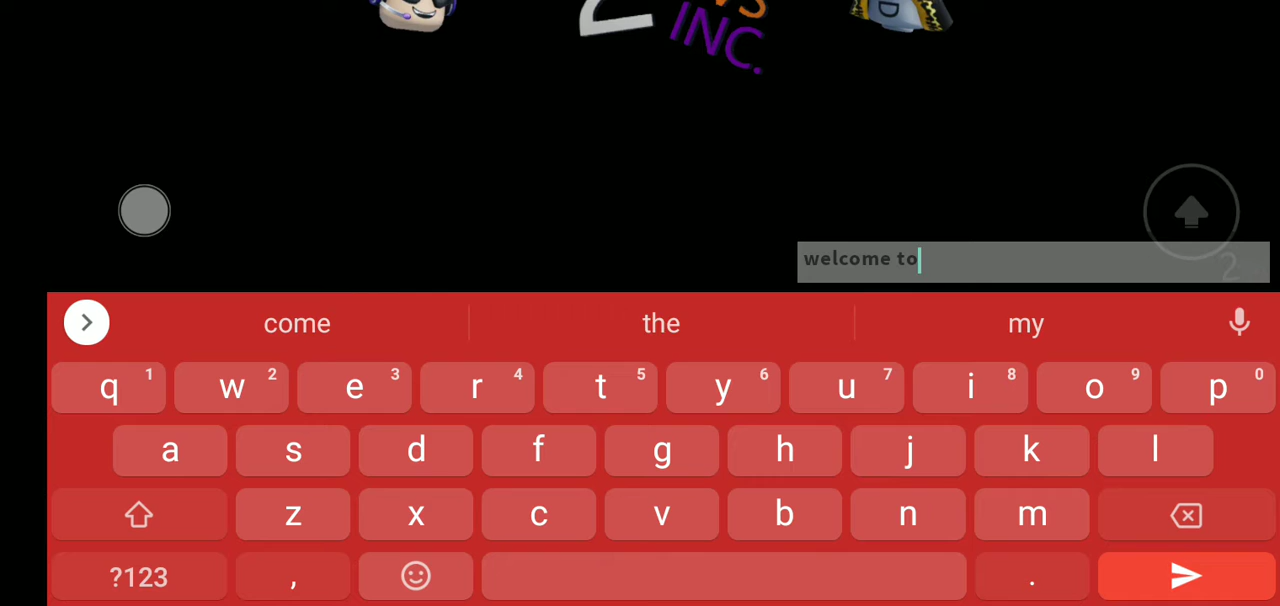 INC.
D
welcome to
come the my
q 1 w 2 e 3 r 4 t 5 y 6 u 7 i 8 o 9 p 0
a s d f g h j k l
z x c v b n m
?123 , .